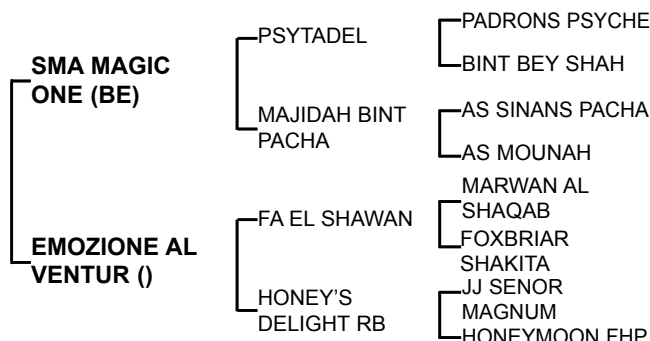 SMA MAGIC
ONE (BE)
EMOZIONE AL
VENTUR ()
PSYTADEL
MAJIDAH BINT
PACHA
FA EL SHAWAN
HONEY'S
DELIGHT RB
PADRONS PSYCHE
BINT BEY SHAH
AS SINANS PACHA
AS MOUNAH
MARWAN AL
SHAQAB
FOXBRIAR
SHAKITA
JJ SENOR
MAGNUM
HONEYMOON FHP